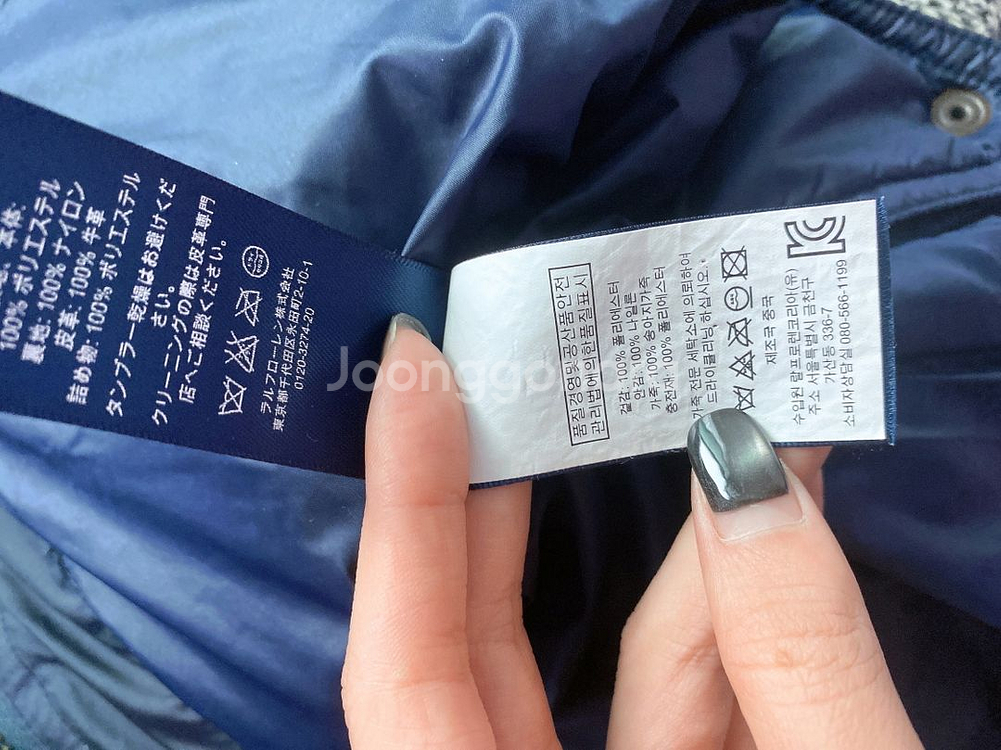 本体:
100% ポリエステル
裏地: 100% ナイロン
皮革: 100% 牛革
詰め物: 100% ポリエステル
タンブラー乾燥はお避けくだ
さい。
クリーニングの際は皮革専門
店へご相談ください。
ラルフローレン株式会社
東京都千代田区永田町2-10-1
0120-3274-20
품질경영및공산품안전
관리법에의한품질표시
겉감: 100% 폴리에스터
안감: 100% 나일론
가죽: 100% 송아지가죽
충전재: 100% 폴리에스터
가죽 전문 세탁소에 의뢰하여
드라이클리닝 하십시오.
제조국 중국
수입원 랄프로렌코리아(유)
주소 서울특별시 금천구
가산동 336-7
소비자상담실 080-566-1199